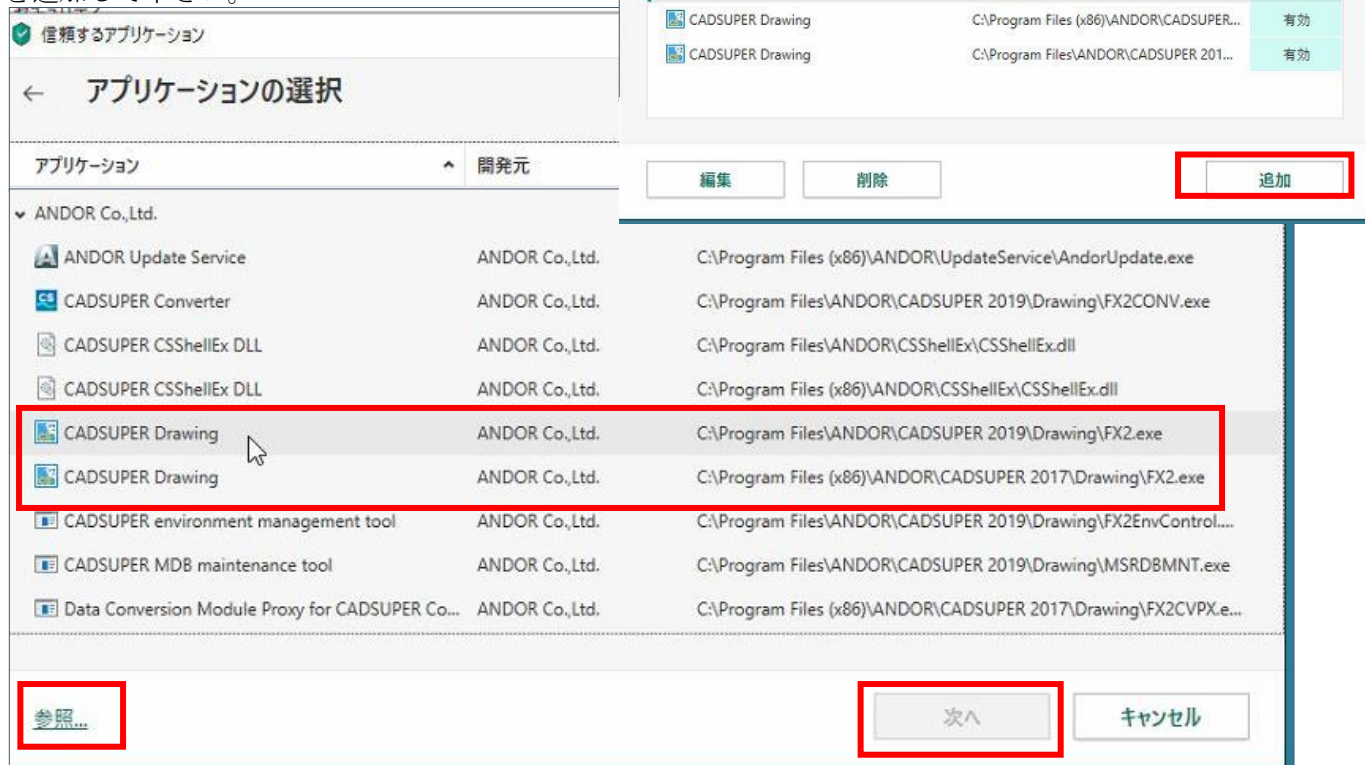 を追加して下さい。
信頼するアプリケーション
← アプリケーションの選択
アプリケーション 開発元
ANDOR Co.,Ltd.
ANDOR Update Service ANDOR Co.,Ltd. C:\Program Files (x86)\ANDOR\UpdateService\AndorUpdate.exe
CADSUPER Converter ANDOR Co.,Ltd. C:\Program Files\ANDOR\CADSUPER 2019\Drawing\FX2CONV.exe
CADSUPER CSShellEx DLL ANDOR Co.,Ltd. C:\Program Files\ANDOR\CSShellEx\CSShellEx.dll
CADSUPER CSShellEx DLL ANDOR Co.,Ltd. C:\Program Files (x86)\ANDOR\CSShellEx\CSShellEx.dll
CADSUPER Drawing ANDOR Co.,Ltd. C:\Program Files\ANDOR\CADSUPER 2019\Drawing\FX2.exe
CADSUPER Drawing ANDOR Co.,Ltd. C:\Program Files (x86)\ANDOR\CADSUPER 2017\Drawing\FX2.exe
CADSUPER environment management tool ANDOR Co.,Ltd. C:\Program Files\ANDOR\CADSUPER 2019\Drawing\FX2EnvControl....
CADSUPER MDB maintenance tool ANDOR Co.,Ltd. C:\Program Files\ANDOR\CADSUPER 2019\Drawing\MSRDBMNT.exe
Data Conversion Module Proxy for CADSUPER Co... ANDOR Co.,Ltd. C:\Program Files (x86)\ANDOR\CADSUPER 2017\Drawing\FX2CVPX.e...
参照... 次へ キャンセル
CADSUPER Drawing C:\Program Files (x86)\ANDOR\CADSUPER... 有効
CADSUPER Drawing C:\Program Files\ANDOR\CADSUPER 201... 有効
編集 削除 追加